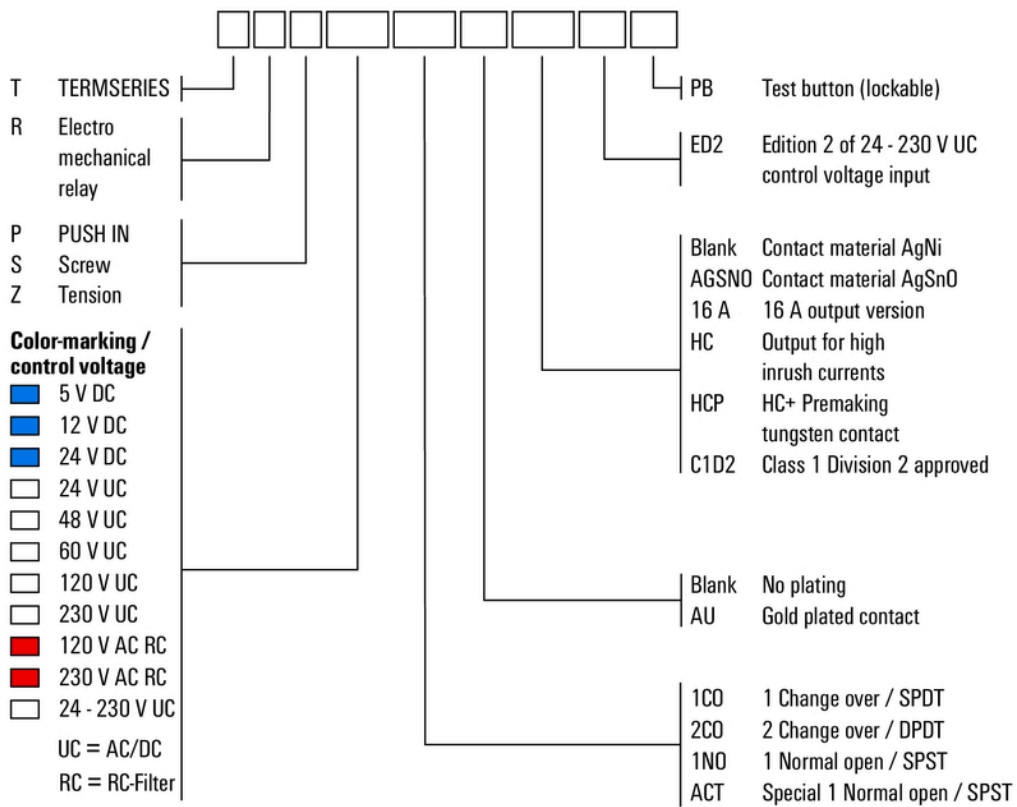 T TERMSERIES
R Electro
mechanical
relay
P PUSH IN
S Screw
Z Tension
Color-marking /
control voltage
5 V DC
12 V DC
24 V DC
24 V UC
48 V UC
60 V UC
120 V UC
230 V UC
120 V AC RC
230 V AC RC
24 - 230 V UC
UC = AC/DC
RC = RC-Filter
PB Test button (lockable)
ED2 Edition 2 of 24 - 230 V UC
control voltage input
Blank Contact material AgNi
AGSNO Contact material AgSnO
16 A 16 A output version
HC Output for high
inrush currents
HCP HC+ Premaking
tungsten contact
C1D2 Class 1 Division 2 approved
Blank No plating
AU Gold plated contact
1CO 1 Change over / SPDT
2CO 2 Change over / DPDT
1NO 1 Normal open / SPST
ACT Special 1 Normal open / SPST